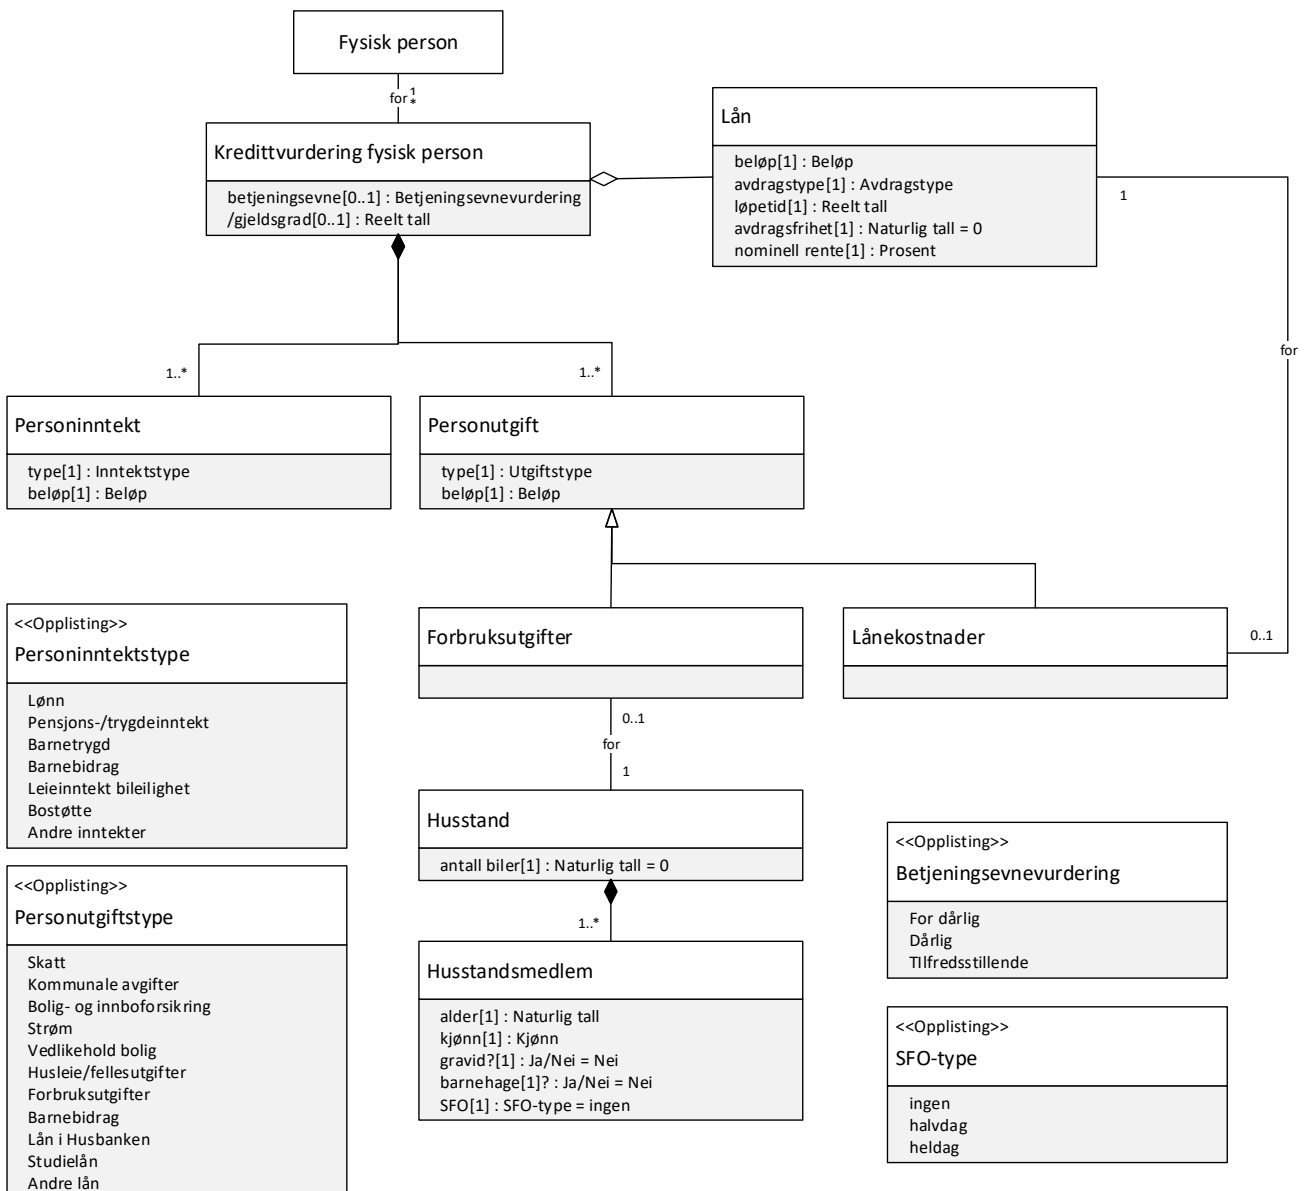 Fysisk person
1
for
*
Kredittvurdering fysisk person
betjeningsevne[0..1] : Betjeningsevnevurdering
/gjeldsgrad[0..1] : Reelt tall
Lån
beløp[1] : Beløp
avdragstype[1] : Avdragstype
løpetid[1] : Reelt tall
avdragsfrihet[1] : Naturlig tall = 0
nominell rente[1] : Prosent
1
for
1..*
1..*
Personinntekt
type[1] : Inntektstype
beløp[1] : Beløp
Personutgift
type[1] : Utgiftstype
beløp[1] : Beløp
Forbruksutgifter
Lånekostnader
0..1
0..1
for
1
<<Opplisting>>
Personinntektstype
Lønn
Pensjons-/trygdeinntekt
Barnetrygd
Barnebidrag
Leieinntekt bileilighet
Bostøtte
Andre inntekter
Husstand
antall biler[1] : Naturlig tall = 0
1..*
Husstandsmedlem
alder[1] : Naturlig tall
kjønn[1] : Kjønn
gravid?[1] : Ja/Nei = Nei
barnehage[1]? : Ja/Nei = Nei
SFO[1] : SFO-type = ingen
<<Opplisting>>
Personutgiftstype
Skatt
Kommunale avgifter
Bolig- og innboforsikring
Strøm
Vedlikehold bolig
Husleie/fellesutgifter
Forbruksutgifter
Barnebidrag
Lån i Husbanken
Studielån
Andre lån
<<Opplisting>>
Betjeningsevnevurdering
For dårlig
Dårlig
TIlfredsstillende
<<Opplisting>>
SFO-type
ingen
halvdag
heldag